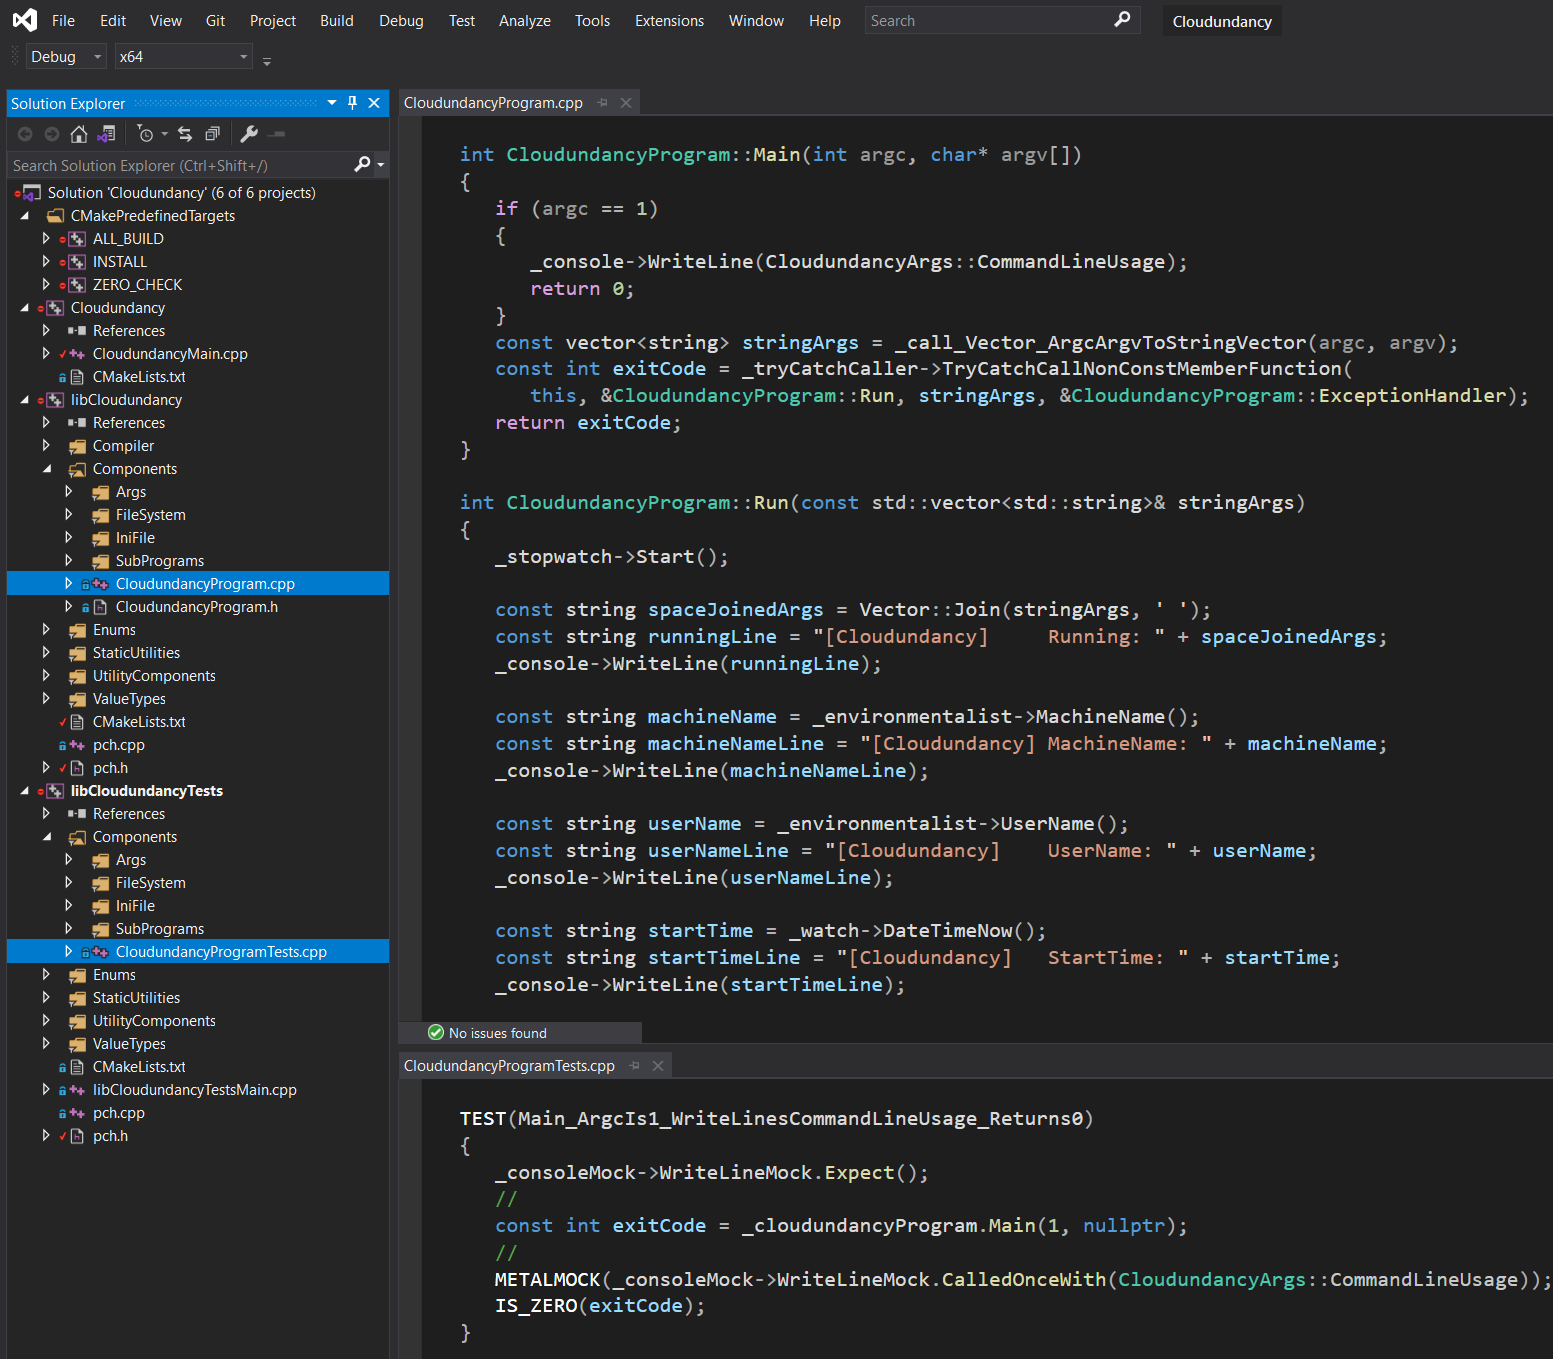 File Edit View Git Project Build Debug Test Analyze Tools Extensions Window Help Search Cloudundancy
Debug x64
Solution Explorer
Search Solution Explorer (Ctrl+Shift+/)
Solution 'Cloudundancy' (6 of 6 projects)
CMakePredefinedTargets
ALL_BUILD
INSTALL
ZERO_CHECK
Cloudundancy
References
CloudundancyMain.cpp
CMakeLists.txt
libCloudundancy
References
Compiler
Components
Args
FileSystem
IniFile
SubPrograms
CloudundancyProgram.cpp
CloudundancyProgram.h
Enums
StaticUtilities
UtilityComponents
ValueTypes
CMakeLists.txt
pch.cpp
pch.h
libCloudundancyTests
References
Components
Args
FileSystem
IniFile
SubPrograms
CloudundancyProgramTests.cpp
Enums
StaticUtilities
UtilityComponents
ValueTypes
CMakeLists.txt
libCloudundancyTestsMain.cpp
pch.cpp
pch.h
CloudundancyProgram.cpp
int CloudundancyProgram::Main(int argc, char* argv[])
{
   if (argc == 1)
   {
      _console->WriteLine(CloudundancyArgs::CommandLineUsage);
      return 0;
   }
   const vector<string> stringArgs = _call_Vector_ArgcArgvToStringVector(argc, argv);
   const int exitCode = _tryCatchCaller->TryCatchCallNonConstMemberFunction(
      this, &CloudundancyProgram::Run, stringArgs, &CloudundancyProgram::ExceptionHandler);
   return exitCode;
}
int CloudundancyProgram::Run(const std::vector<std::string>& stringArgs)
{
   _stopwatch->Start();
   const string spaceJoinedArgs = Vector::Join(stringArgs, ' ');
   const string runningLine = "[Cloudundancy]     Running: " + spaceJoinedArgs;
   _console->WriteLine(runningLine);
   const string machineName = _environmentalist->MachineName();
   const string machineNameLine = "[Cloudundancy] MachineName: " + machineName;
   _console->WriteLine(machineNameLine);
   const string userName = _environmentalist->UserName();
   const string userNameLine = "[Cloudundancy]    UserName: " + userName;
   _console->WriteLine(userNameLine);
   const string startTime = _watch->DateTimeNow();
   const string startTimeLine = "[Cloudundancy]   StartTime: " + startTime;
   _console->WriteLine(startTimeLine);
No issues found
CloudundancyProgramTests.cpp
TEST(Main_ArgcIs1_WriteLinesCommandLineUsage_Returns0)
{
   _consoleMock->WriteLineMock.Expect();
   //
   const int exitCode = _cloudundancyProgram.Main(1, nullptr);
   //
   METALMOCK(_consoleMock->WriteLineMock.CalledOnceWith(CloudundancyArgs::CommandLineUsage));
   IS_ZERO(exitCode);
}